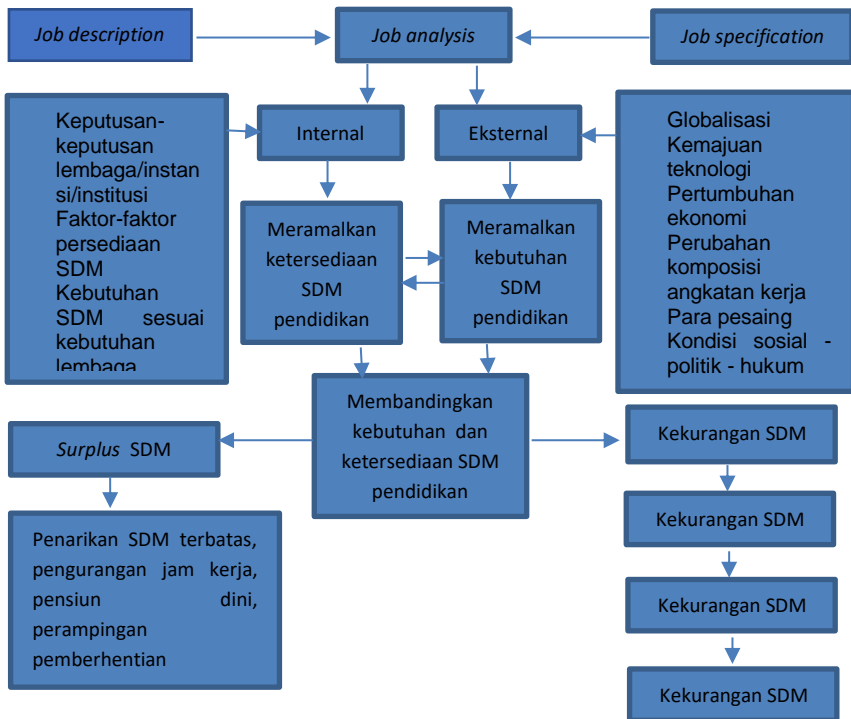 Job description
Job analysis
Job specification
Keputusan-
keputusan
lembaga/instan
si/institusi
Faktor-faktor
persediaan
SDM
Kebutuhan
SDM sesuai
kebutuhan
lembaga
Internal
Eksternal
Globalisasi
Kemajuan
teknologi
Pertumbuhan
ekonomi
Perubahan
komposisi
angkatan kerja
Para pesaing
Kondisi sosial -
politik - hukum
Meramalkan
ketersediaan
SDM
pendidikan
Meramalkan
kebutuhan
SDM
pendidikan
Membandingkan
kebutuhan dan
ketersediaan SDM
pendidikan
Surplus SDM
Kekurangan SDM
Penarikan SDM terbatas,
pengurangan jam kerja,
pensiun dini,
perampingan
pemberhentian
Kekurangan SDM
Kekurangan SDM
Kekurangan SDM